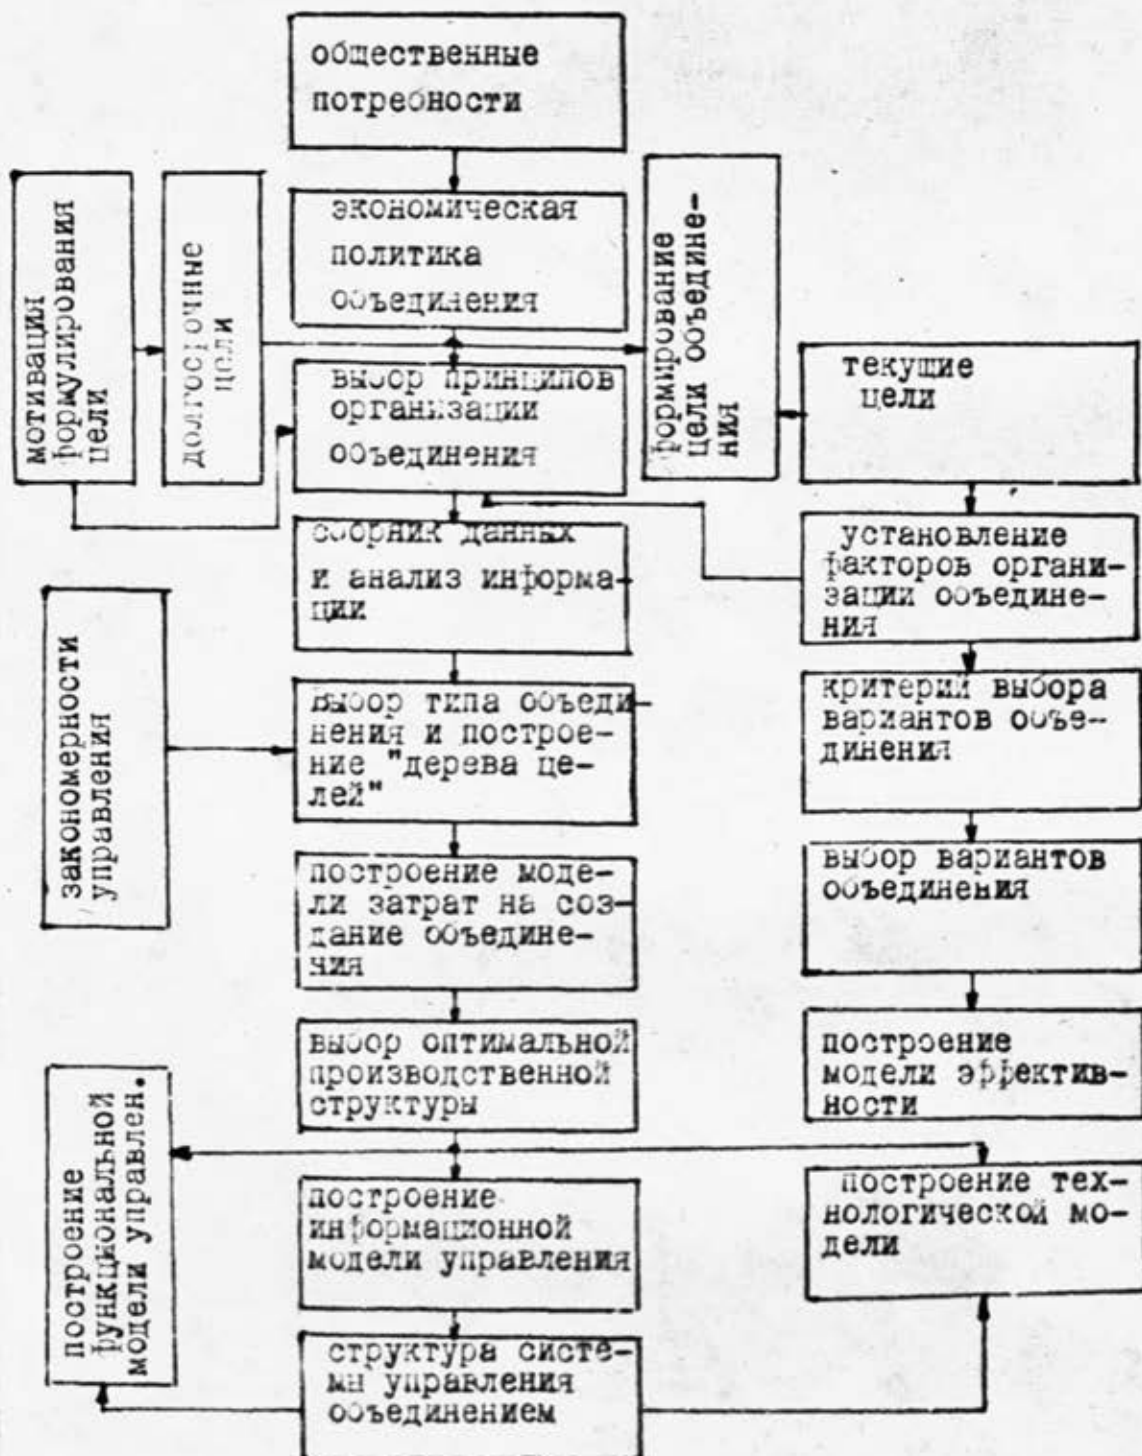 общественные
потребности
экономическая
политика
объединения
мотивация
формулирования
цели
долгосрочные
цели
формирование
цели объедине-
ния
текущие
цели
выбор принципов
организации
объединения
сборник данных
и анализ информа-
ции
установление
факторов органи-
зации объедине-
ния
закономерности
управления
выбор типа объеди-
нения и построе-
ние "дерева це-
лей"
критерий выбора
вариантов объе-
динения
построение моде-
ли затрат на соз-
дание объедине-
ния
выбор вариантов
объединения
выбор оптимальной
производственной
структуры
построение
модели эффектив-
ности
построение
функциональной
модели управлен.
построение
информационной
модели управления
построение тех-
нологической мо-
дели
структура систе-
мы управления
объединением